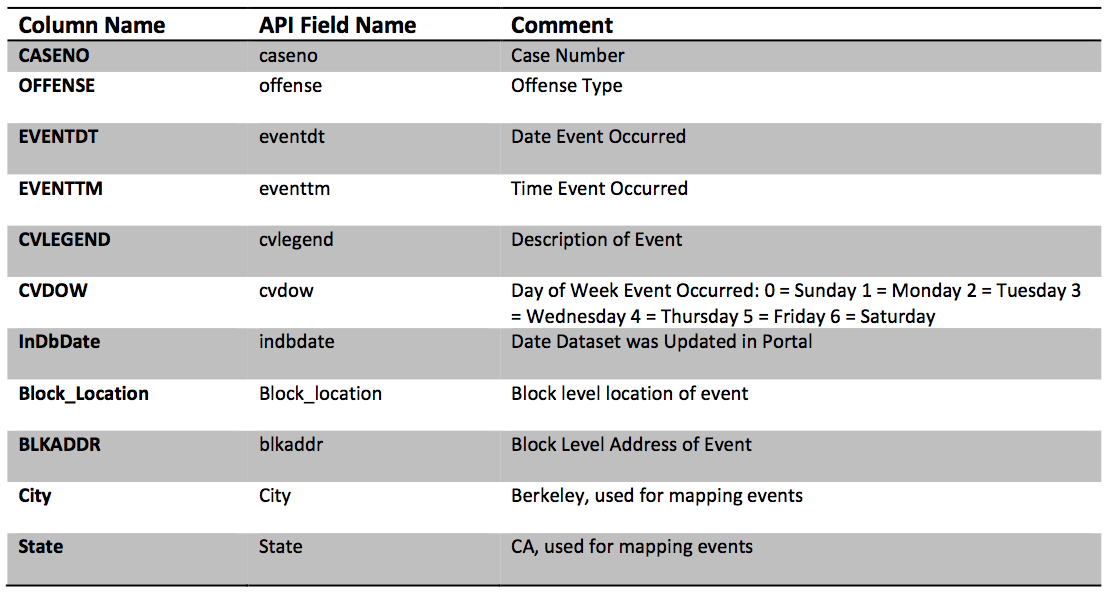 Column Name API Field Name Comment
CASENO caseno Case Number
OFFENSE offense Offense Type
EVENTDT eventdt Date Event Occurred
EVENTTM eventtm Time Event Occurred
CVLEGEND cvlegend Description of Event
CVDOW cvdow Day of Week Event Occurred: 0 = Sunday 1 = Monday 2 = Tuesday 3
= Wednesday 4 = Thursday 5 = Friday 6 = Saturday
InDbDate indbdate Date Dataset was Updated in Portal
Block_Location Block_location Block level location of event
BLKADDR blkaddr Block Level Address of Event
City City Berkeley, used for mapping events
State State CA, used for mapping events